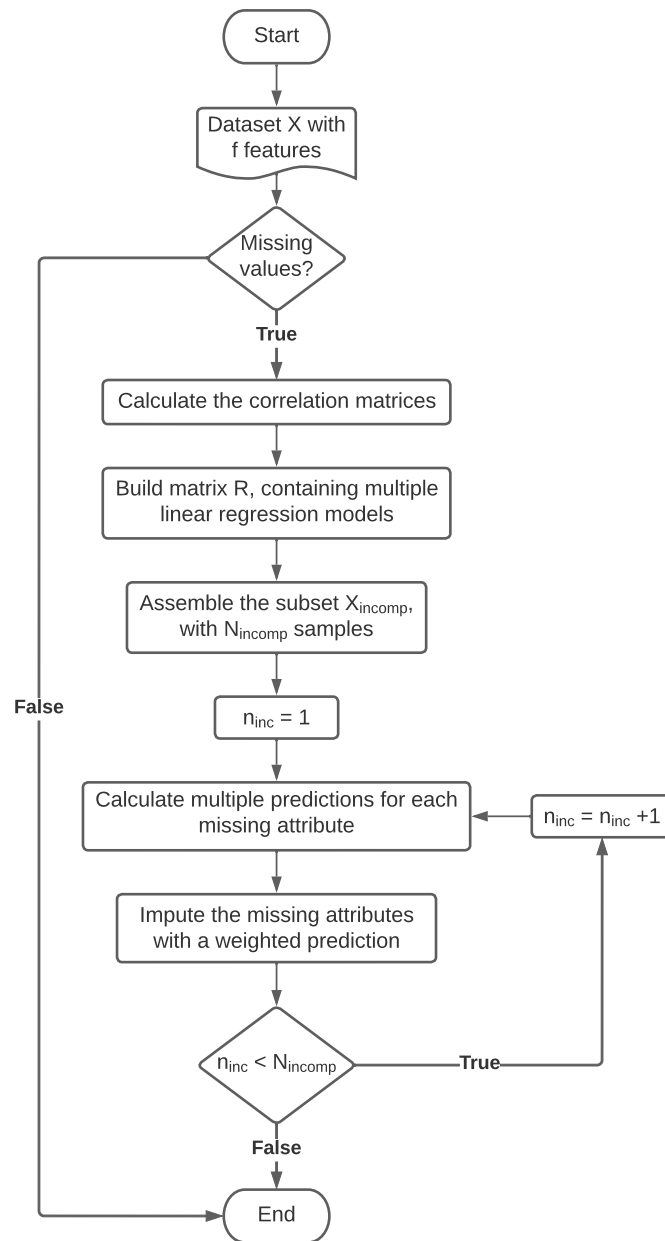 Start
Dataset X with
f features
Missing
values?
True
Calculate the correlation matrices
Build matrix R, containing multiple
linear regression models
Assemble the subset Xincomp,
with Nincomp samples
False
ninc = 1
Calculate multiple predictions for each
missing attribute
ninc = ninc +1
Impute the missing attributes
with a weighted prediction
ninc < Nincomp
True
False
End